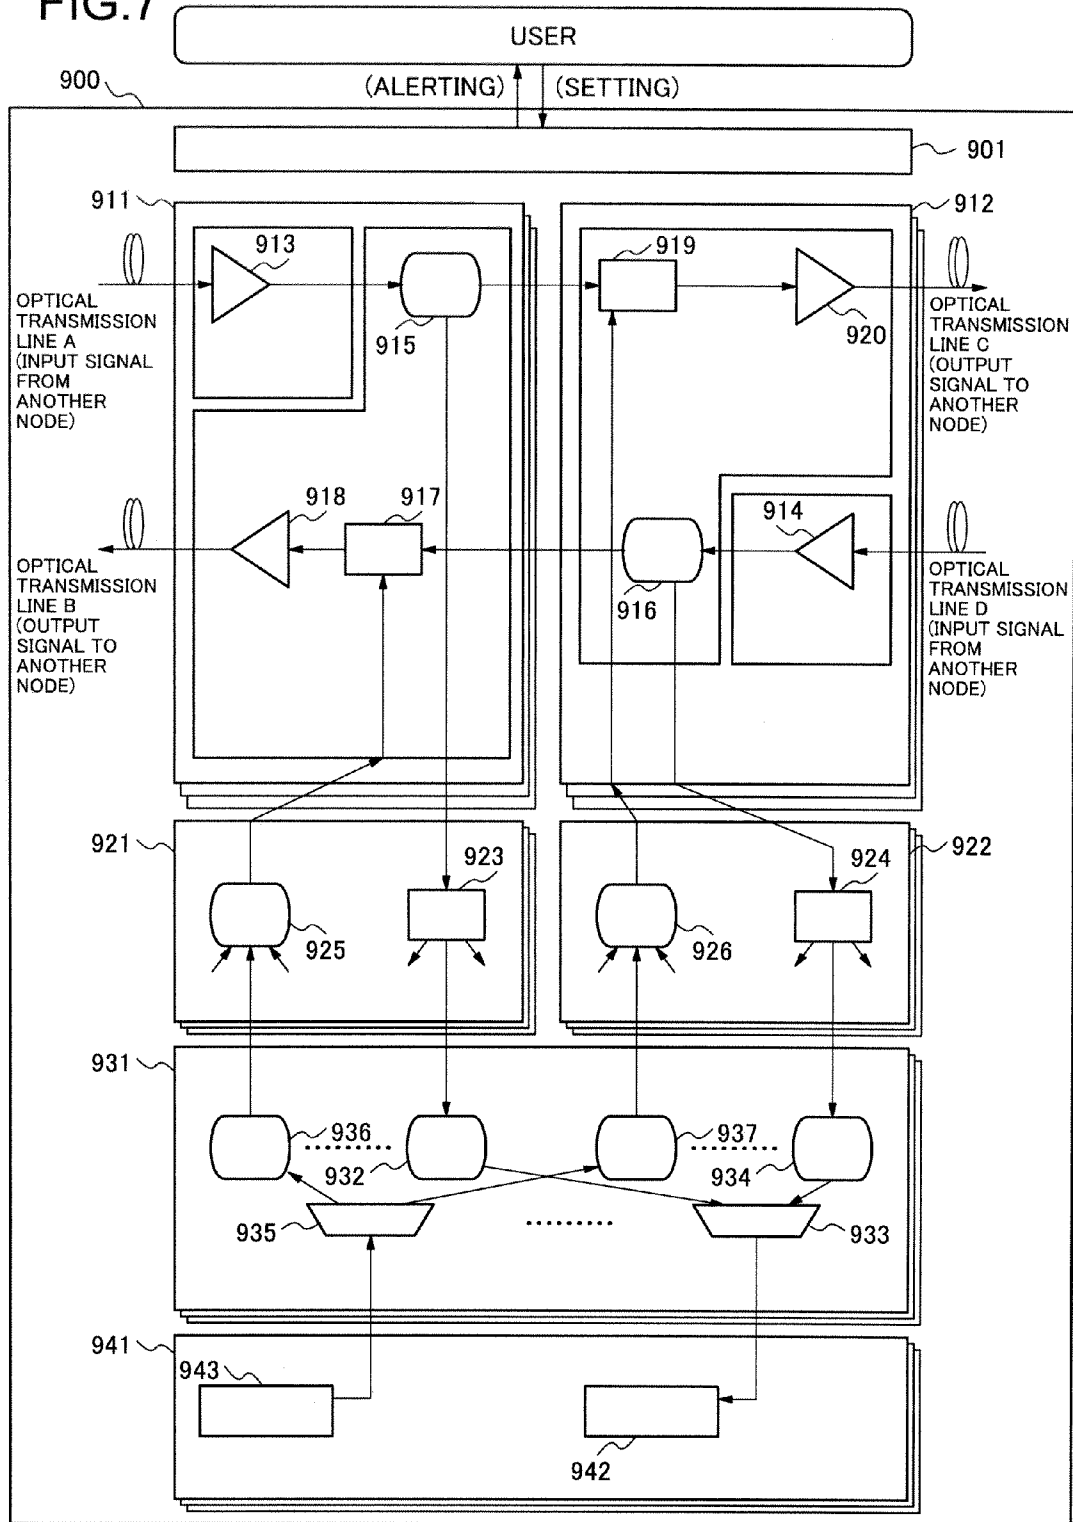 FIG.7
USER
900
(ALERTING)
(SETTING)
901
911
912
913
919
915
920
OPTICAL
TRANSMISSION
LINE A
(INPUT SIGNAL
FROM
ANOTHER
NODE)
OPTICAL
TRANSMISSION
LINE C
(OUTPUT
SIGNAL TO
ANOTHER
NODE)
918
917
914
916
OPTICAL
TRANSMISSION
LINE B
(OUTPUT
SIGNAL TO
ANOTHER
NODE)
OPTICAL
TRANSMISSION
LINE D
(INPUT SIGNAL
FROM
ANOTHER
NODE)
921
923
922
924
925
926
931
936
932
937
934
935
933
941
943
942